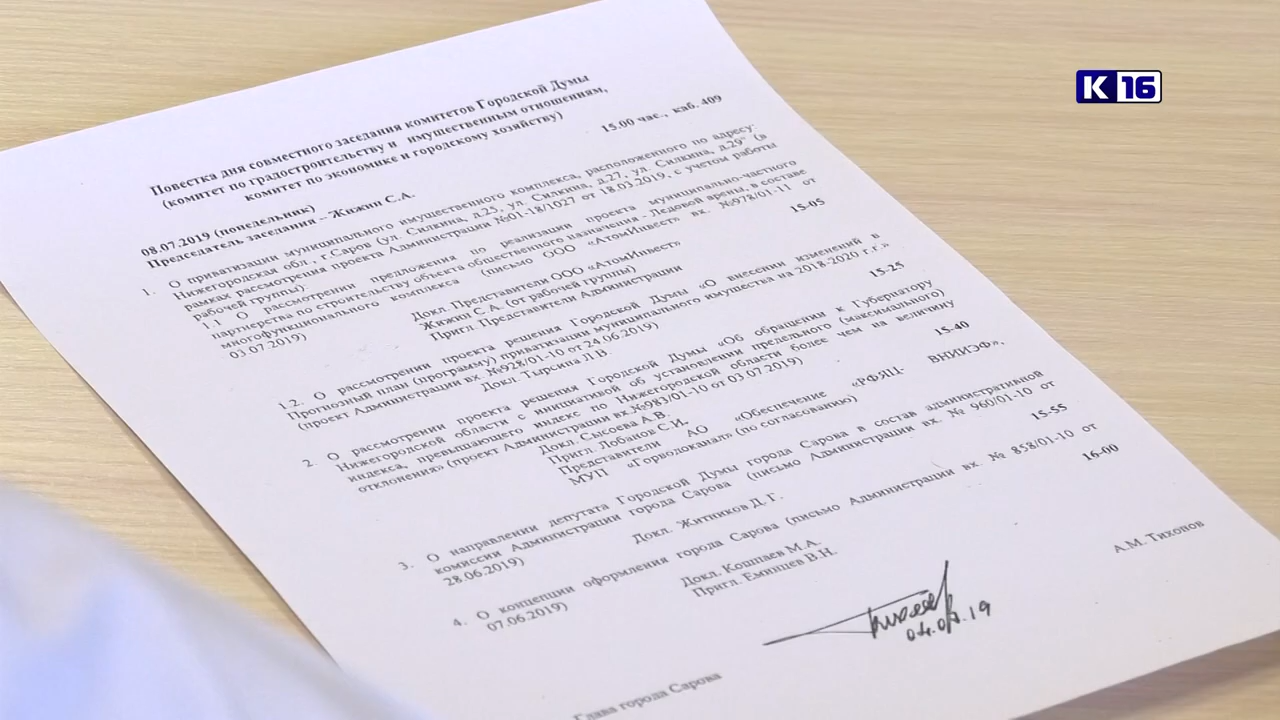 К 16
Повестка дня совместного заседания комитетов Городской Думы
(комитет по градостроительству и имущественным отношениям,
комитет по экономике и городскому хозяйству)
15.00 час., каб. 409
08.07.2019 (понедельник)
Председатель заседания – Жижин С.А.
1. О приватизации муниципального имущественного комплекса, расположенного по адресу:
Нижегородская обл., г.Саров (ул. Силкина, д.25, ул. Силкина, д.27, ул. Силкина, д.29" (в
рамках рассмотрения проекта Администрации №01-18/1027 от 18.03.2019, с учетом работы
рабочей группы)
1.1 О рассмотрении предложения по реализации проекта муниципально-частного
партнерства по строительству объекта общественного назначения - Ледовой арены, в составе
многофункционального комплекса (письмо ООО «АтомИнвест» вх. №978/01-11 от
03.07.2019)
15-05
Докл. Представители ООО «АтомИнвест»
Жижин С.А. (от рабочей группы)
Пригл. Представители Администрации
1.2. О рассмотрении проекта решения Городской Думы «О внесении изменений в
Прогнозный план (программу) приватизации муниципального имущества на 2018-2020 г.г.»
(проект Администрации вх. №928/01-10 от 24.06.2019)
15-25
Докл. Тырсина Л.В.
2. О рассмотрении проекта решения Городской Думы «Об обращении к Губернатору
Нижегородской области с инициативой об установлении предельного (максимального)
индекса, превышающего индекс по Нижегородской области более чем на величину
отклонения» (проект Администрации вх.№983/01-10 от 03.07.2019)
15-40
Докл. Сысоева А.В.
Пригл. Лобанов С.И.,
Представители АО «Обеспечение «РФЯЦ- ВНИИЭФ»,
МУП «Горводоканал» (по согласованию)
3. О направлении депутата Городской Думы города Сарова в состав административной
комиссии Администрации города Сарова (письмо Администрации вх. № 960/01-10 от
28.06.2019)
15-55
Докл. Житников Д. Г.
4. О концепции оформления города Сарова (письмо Администрации вх № 858/01-10 от
07.06.2019)
16-00
Докл. Кошпаев М.А.
Пригл. Еминцев В.Н.
04.07.19
Глава города Сарова
А.М. Тихонов